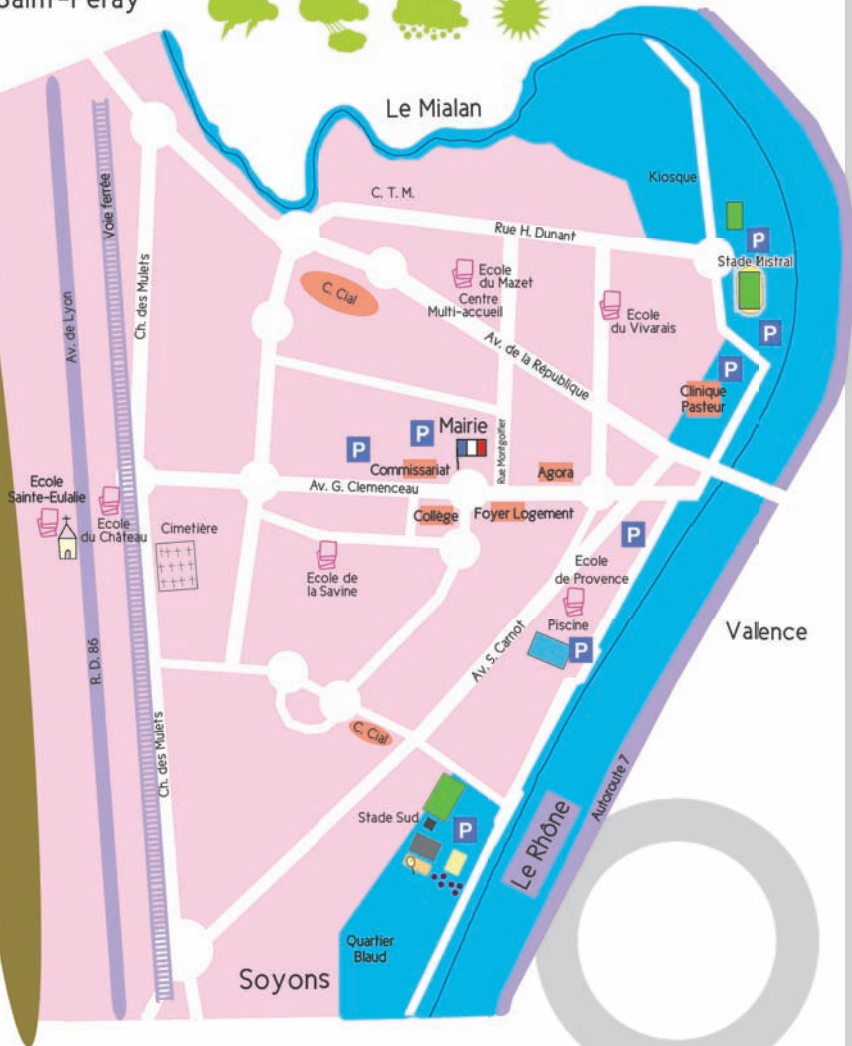 Saint-Péray
Le Mialan
C. T. M.
Kiosque
Rue H. Dunant
P
Stade Mistral
Voie ferrée
Ch. des Mulets
Av. de Lyon
C. Cial
Ecole
du Mazet
Centre
Multi-accueil
Ecole
du Vivarais
P
Av. de la République
P
Clinique
Pasteur
Mairie
P
P
Rue Montgolfier
Commissariat
Agora
Av. G. Clemenceau
Ecole
Sainte-Eulalie
Ecole
du Château
Cimetière
Collège
Foyer Logement
P
Ecole de
la Savine
Ecole
de Provence
Piscine
P
Valence
R. D. 86
Av. S. Carnot
Ch. des Mulets
C. Cial
Autoroute 7
Stade Sud
P
Le Rhône
Quartier
Blaud
Soyons